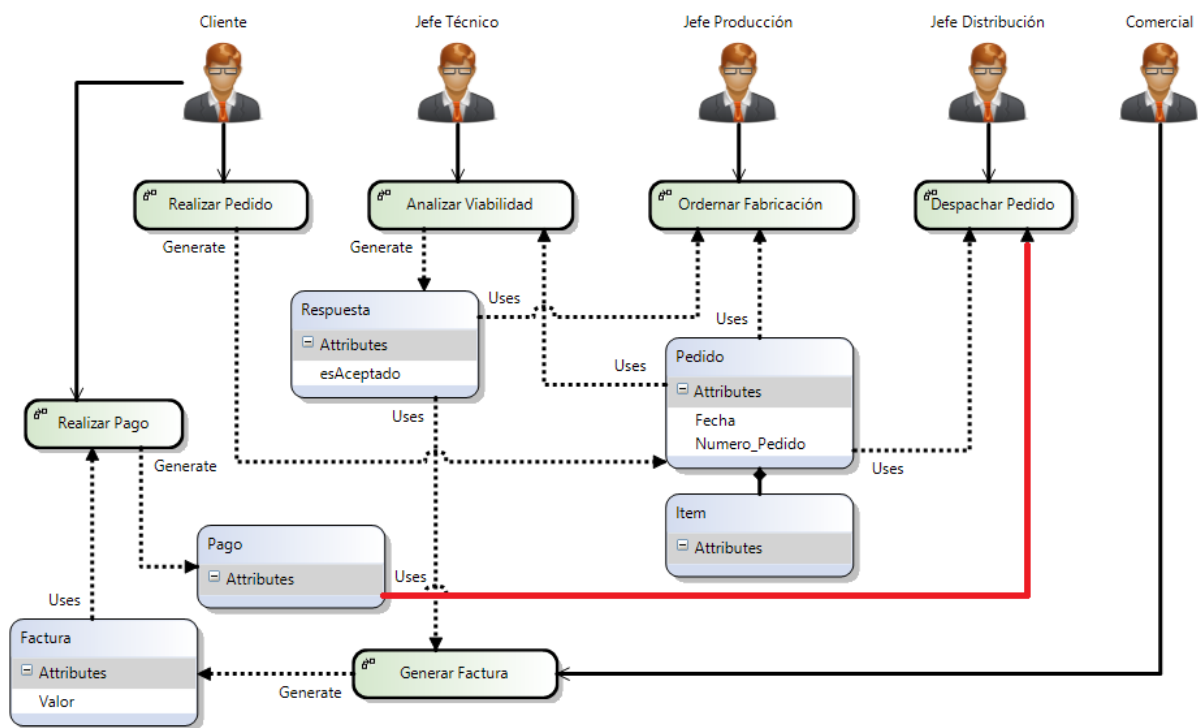 Cliente
Jefe Técnico
Jefe Producción
Jefe Distribución
Comercial
Realizar Pedido
Analizar Viabilidad
Ordernar Fabricación
Despachar Pedido
Generate
Generate
Respuesta
Attributes
esAceptado
Uses
Uses
Pedido
Attributes
Fecha
Numero_Pedido
Uses
Uses
Uses
Realizar Pago
Generate
Item
Attributes
Pago
Attributes
Uses
Uses
Factura
Attributes
Valor
Generar Factura
Generate